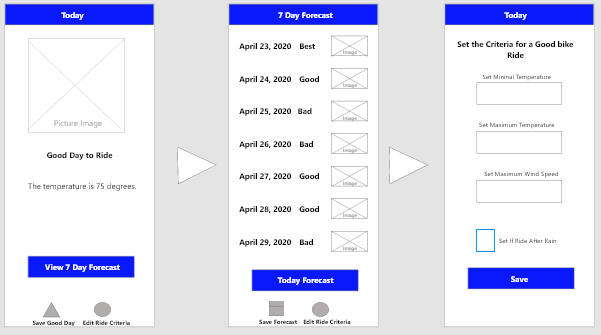 Today
Picture Image
Good Day to Ride
The temperature is 75 degrees.
View 7 Day Forecast
Save Good Day
Edit Ride Criteria
7 Day Forecast
April 23, 2020 Best
Image
April 24, 2020 Good
Image
April 25, 2020 Bad
Image
April 26, 2020 Bad
Image
April 27, 2020 Good
Image
April 28, 2020 Good
Image
April 29, 2020 Bad
Image
Today Forecast
Save Forecast
Edit Ride Criteria
Today
Set the Criteria for a Good bike
Ride
Set Mininal Temperature
Set Maximum Temperature
Set Maximum Wind Speed
Set If Ride After Rain
Save